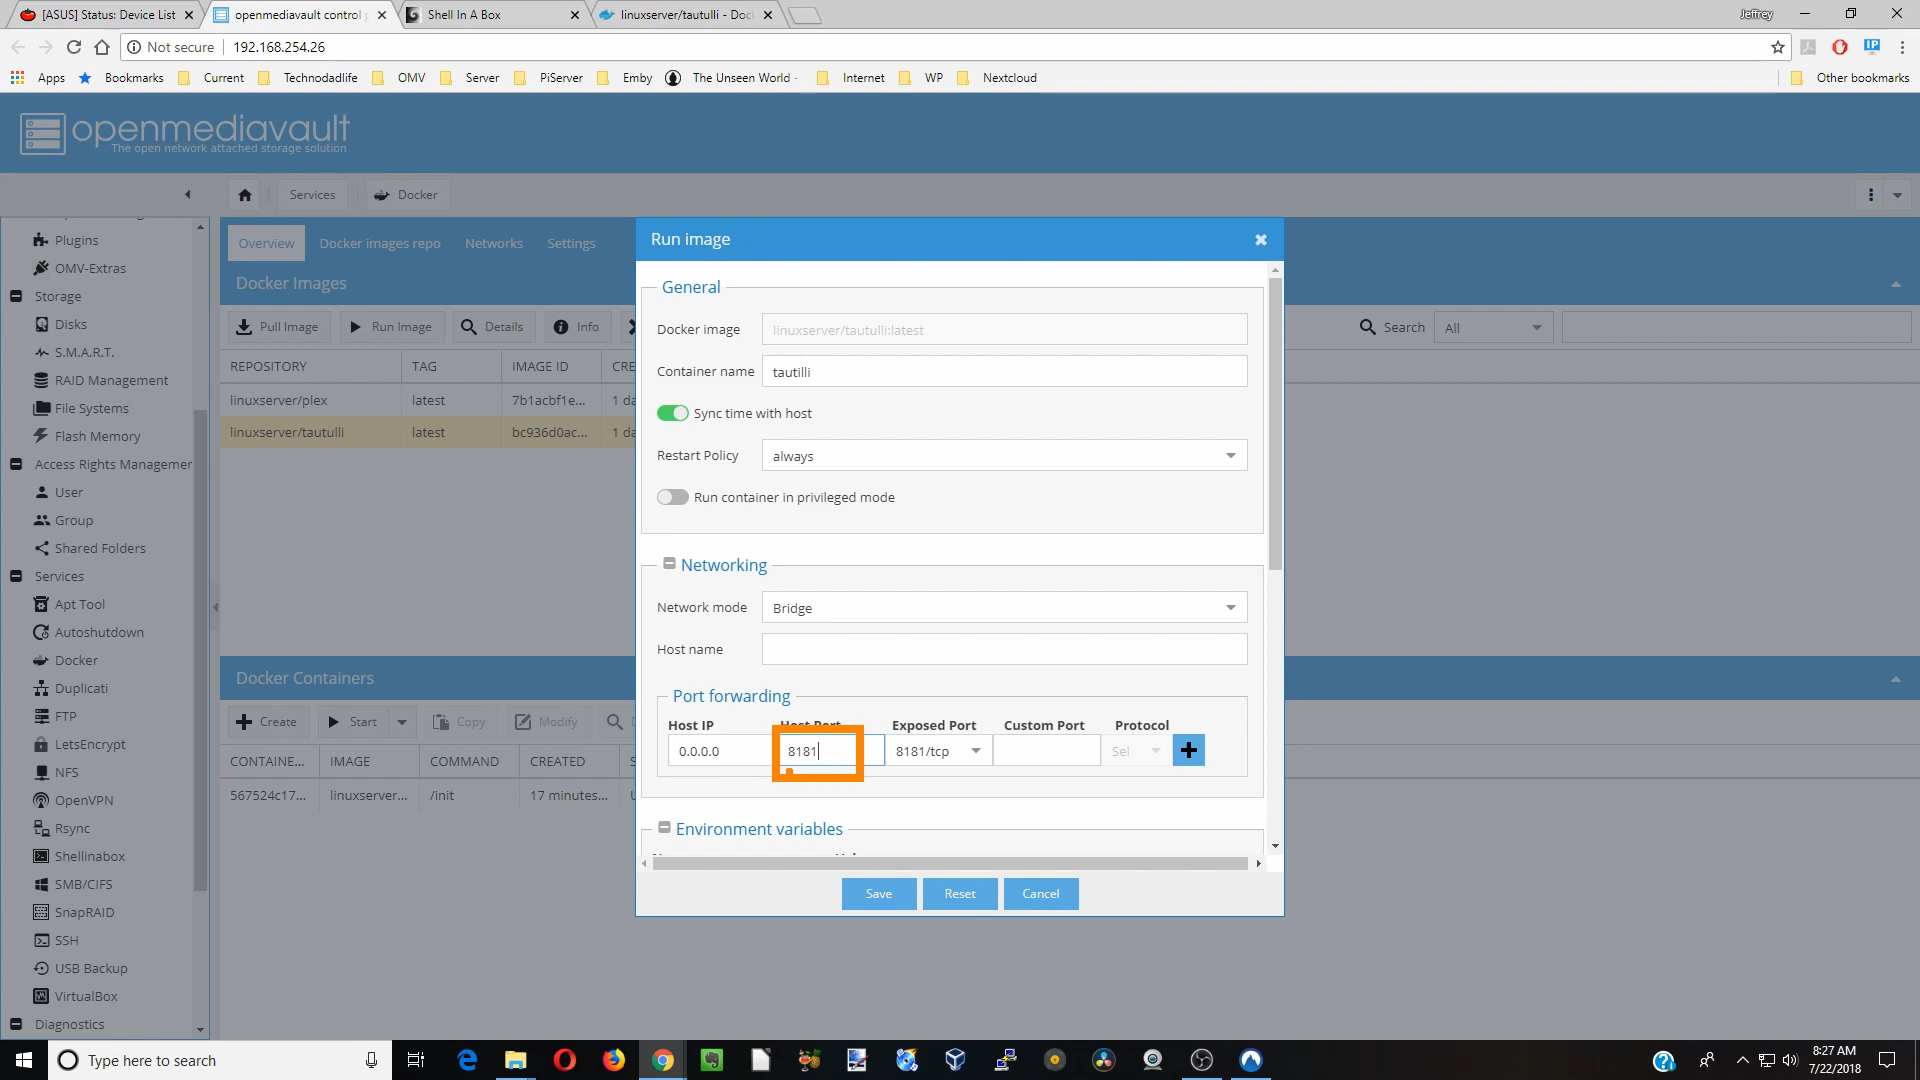 [ASUS] Status: Device List
openmediavault control p
Shell In A Box
linuxserver/tautulli - Doc
Jeffrey
Not secure
192.168.254.26
Apps
Bookmarks
Current
Technodadlife
OMV
Server
PiServer
Emby
The Unseen World -
Internet
WP
Nextcloud
Other bookmarks
openmediavault
The open network attached storage solution
Services
Docker
Plugins
OMV-Extras
Storage
Disks
S.M.A.R.T.
RAID Management
File Systems
Flash Memory
Access Rights Managemer
User
Group
Shared Folders
Services
Apt Tool
Autoshutdown
Docker
Duplicati
FTP
LetsEncrypt
NFS
OpenVPN
Rsync
Shellinabox
SMB/CIFS
SnapRAID
SSH
USB Backup
VirtualBox
Diagnostics
Overview
Docker images repo
Networks
Settings
Docker Images
Pull Image
Run Image
Details
Info
Search
All
REPOSITORY TAG IMAGE ID CRE
linuxserver/plex latest 7b1acbf1e... 1 da
linuxserver/tautulli latest bc936d0ac... 1 da
Docker Containers
Create
Start
Copy
Modify
CONTAINE... IMAGE COMMAND CREATED
567524c17... linuxserver... /init 17 minutes...
Run image
General
Docker image linuxserver/tautulli:latest
Container name tautilli
Sync time with host
Restart Policy always
Run container in privileged mode
Networking
Network mode Bridge
Host name
Port forwarding
Host IP Host Port Exposed Port Custom Port Protocol
0.0.0.0 8181 8181/tcp Sel
Environment variables
Save
Reset
Cancel
Type here to search
8:27 AM
7/22/2018